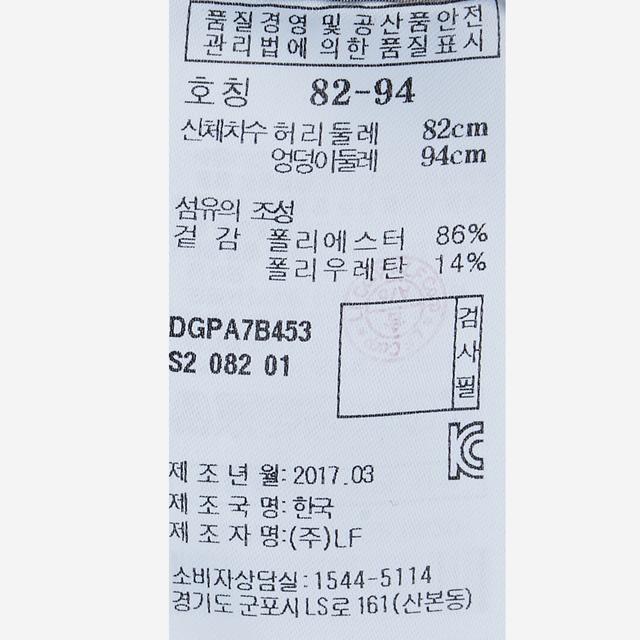 품질경영 및 공산품안전
관리법에 의한 품질표시
호칭 82-94
신체치수 허리둘레 82cm
엉덩이둘레 94cm
섬유의 조성
겉 감 폴리에스터 86%
폴리우레탄 14%
DGPA7B453
S2 082 01
검사필
제 조 년 월: 2017.03
제 조 국 명: 한국
제 조 자 명:(주)LF
소비자상담실:1544-5114
경기도 군포시 LS로 161(산본동)